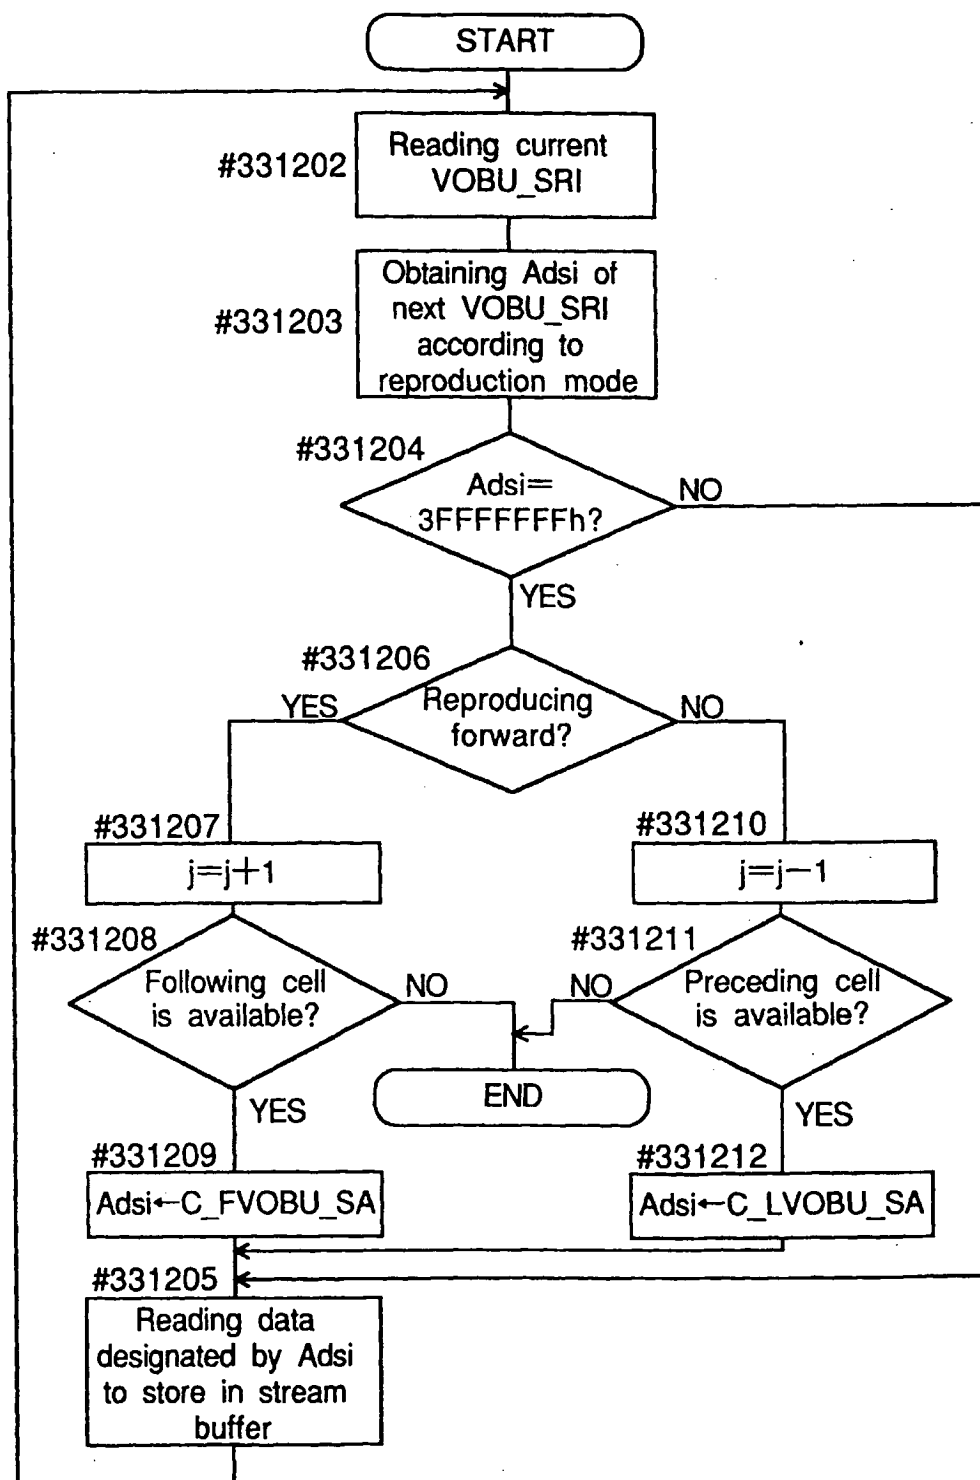 START
#331202
Reading current
VOBU_SRI
#331203
Obtaining Adsi of
next VOBU_SRI
according to
reproduction mode
#331204
Adsi=
3FFFFFFFh?
NO
YES
#331206
Reproducing
forward?
YES
NO
#331207
j=j+1
#331210
j=j−1
#331208
Following cell
is available?
NO
#331211
Preceding cell
is available?
NO
END
YES
YES
#331209
Adsi←C_FVOBU_SA
#331212
Adsi←C_LVOBU_SA
#331205
Reading data
designated by Adsi
to store in stream
buffer